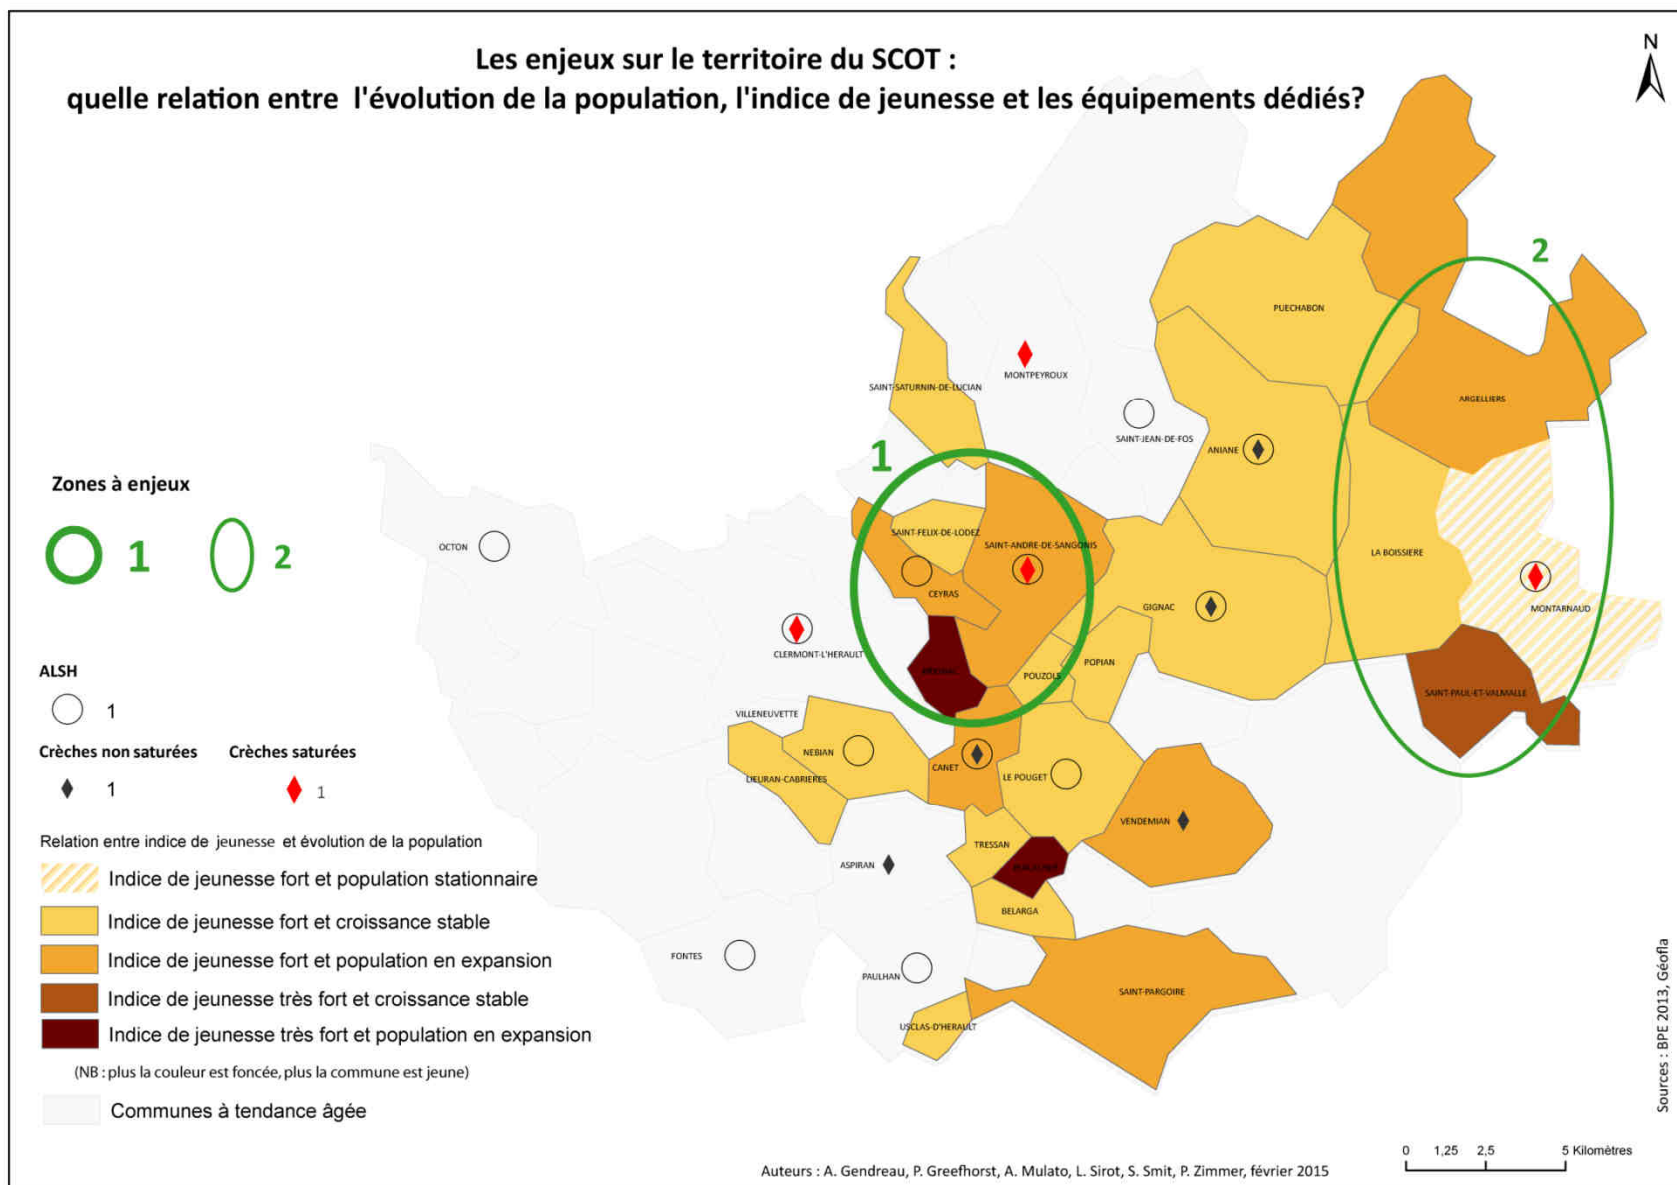 Les enjeux sur le territoire du SCOT :
quelle relation entre l'évolution de la population, l'indice de jeunesse et les équipements dédiés?
N
2
PUECHABON
MONTPEYROUX
SAINT-SATURNIN-DE-LUCIAN
ARGELLIERS
SAINT-JEAN-DE-FOS
ANIANE
1
Zones à enjeux
1
2
SAINT-FELIX-DE-LODEZ
OCTON
SAINT-ANDRE-DE-SANGONIS
LA BOISSIERE
CEYRAS
GIGNAC
MONTARNAUD
CLERMONT-L'HERAULT
POPIAN
POUZOLS
SAINT-PAUL-ET-VALMALLE
ALSH
1
VILLENEUVETTE
NEBIAN
CANET
LE POUGET
LIEURAN-CABRIERES
Crèches non saturées
Crèches saturées
1
1
VENDEMIAN
TRESSAN
ASPIRAN
BELARGA
Relation entre indice de jeunesse et évolution de la population
Indice de jeunesse fort et population stationnaire
Indice de jeunesse fort et croissance stable
Indice de jeunesse fort et population en expansion
Indice de jeunesse très fort et croissance stable
Indice de jeunesse très fort et population en expansion
(NB : plus la couleur est foncée, plus la commune est jeune)
Communes à tendance âgée
FONTES
PAULHAN
SAINT-PARGOIRE
USCLAS-D'HERAULT
Sources : BPE 2013, Géofla
0 1,25 2,5 5 Kilomètres
Auteurs : A. Gendreau, P. Greefhorst, A. Mulato, L. Sirot, S. Smit, P. Zimmer, février 2015